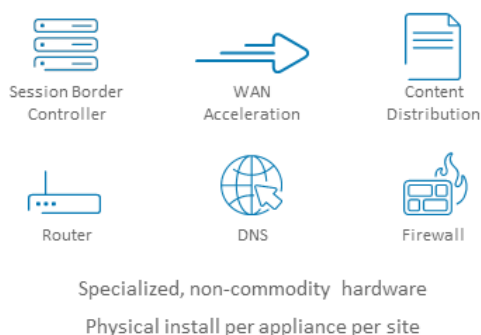 Session Border
Controller
WAN
Acceleration
Content
Distribution
Router
DNS
Firewall
Specialized, non-commodity hardware
Physical install per appliance per site